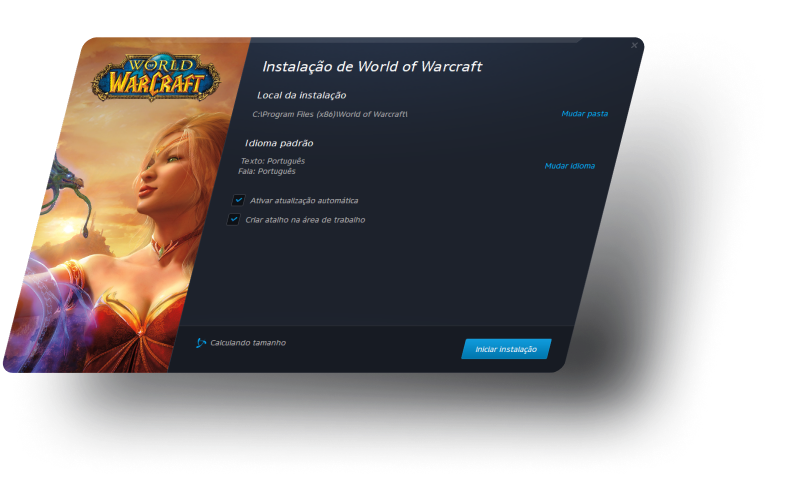 WORLD
WARCRAFT
Instalação de World of Warcraft
Local da instalação
C:\Program Files (x86)\World of Warcraft\
Mudar pasta
Idioma padrão
Texto: Português
Fala: Português
Mudar idioma
Ativar atualização automática
Criar atalho na área de trabalho
Calculando tamanho
Iniciar instalação